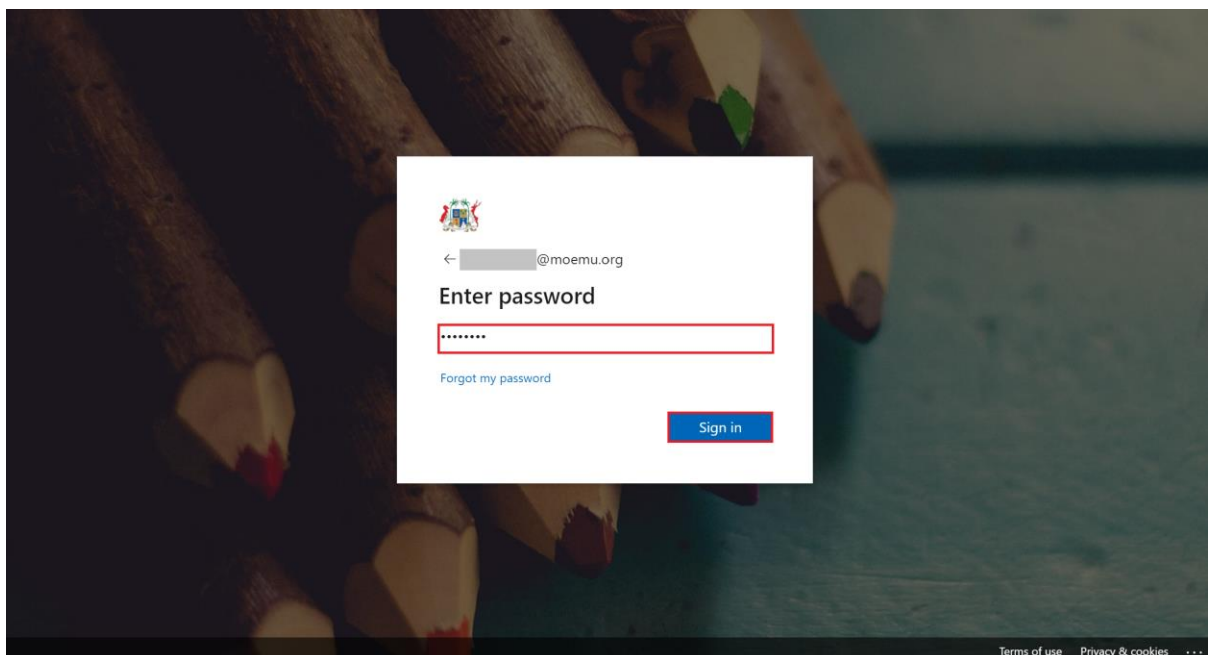 ← @moemu.org
Enter password
••••••••
Forgot my password
Sign in
Terms of use Privacy & cookies ...